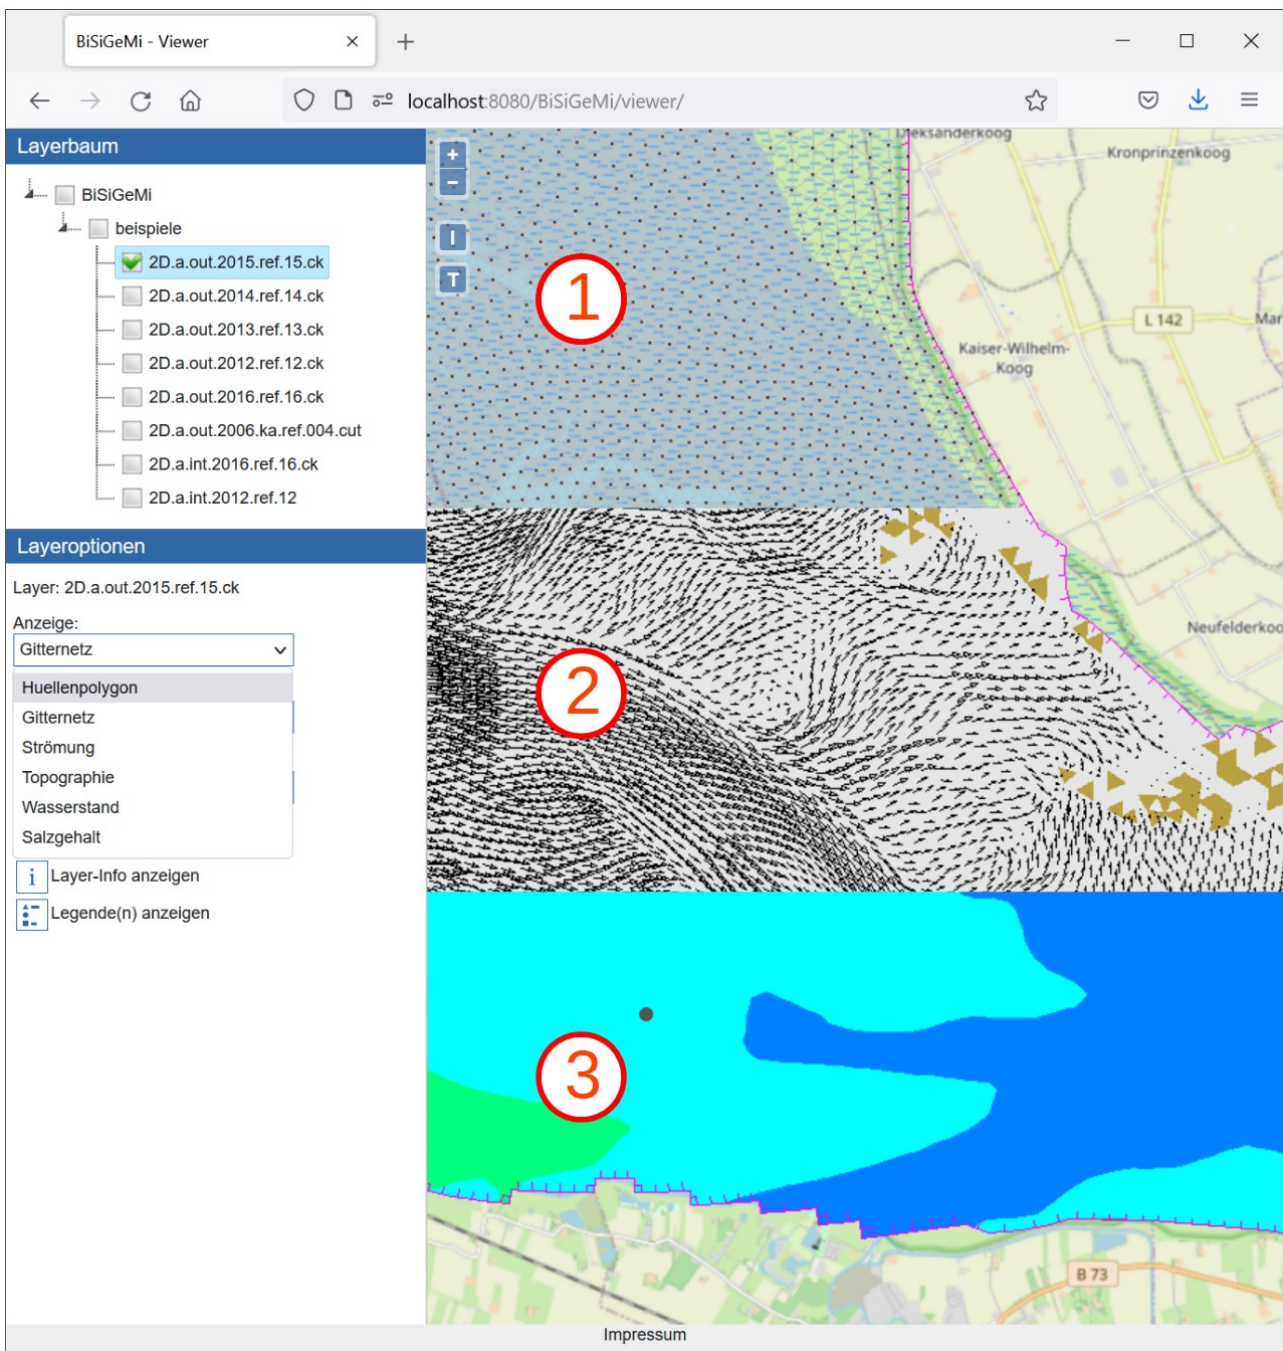 BiSiGeMi - Viewer
localhost:8080/BiSiGeMi/viewer/
Layerbaum
BiSiGeMi
beispiele
2D.a.out.2015.ref.15.ck
2D.a.out.2014.ref.14.ck
2D.a.out.2013.ref.13.ck
2D.a.out.2012.ref.12.ck
2D.a.out.2016.ref.16.ck
2D.a.out.2006.ka.ref.004.cut
2D.a.int.2016.ref.16.ck
2D.a.int.2012.ref.12
Layeroptionen
Layer: 2D.a.out.2015.ref.15.ck
Anzeige:
Gitternetz
Huellenpolygon
Gitternetz
Strömung
Topographie
Wasserstand
Salzgehalt
i Layer-Info anzeigen
Legende(n) anzeigen
+
-
I
T
Dieksanderkoog
Kronprinzenkoog
1
L 142
Mar
Kaiser-Wilhelm-
Koog
Neufelderkoo
2
3
B 73
Impressum